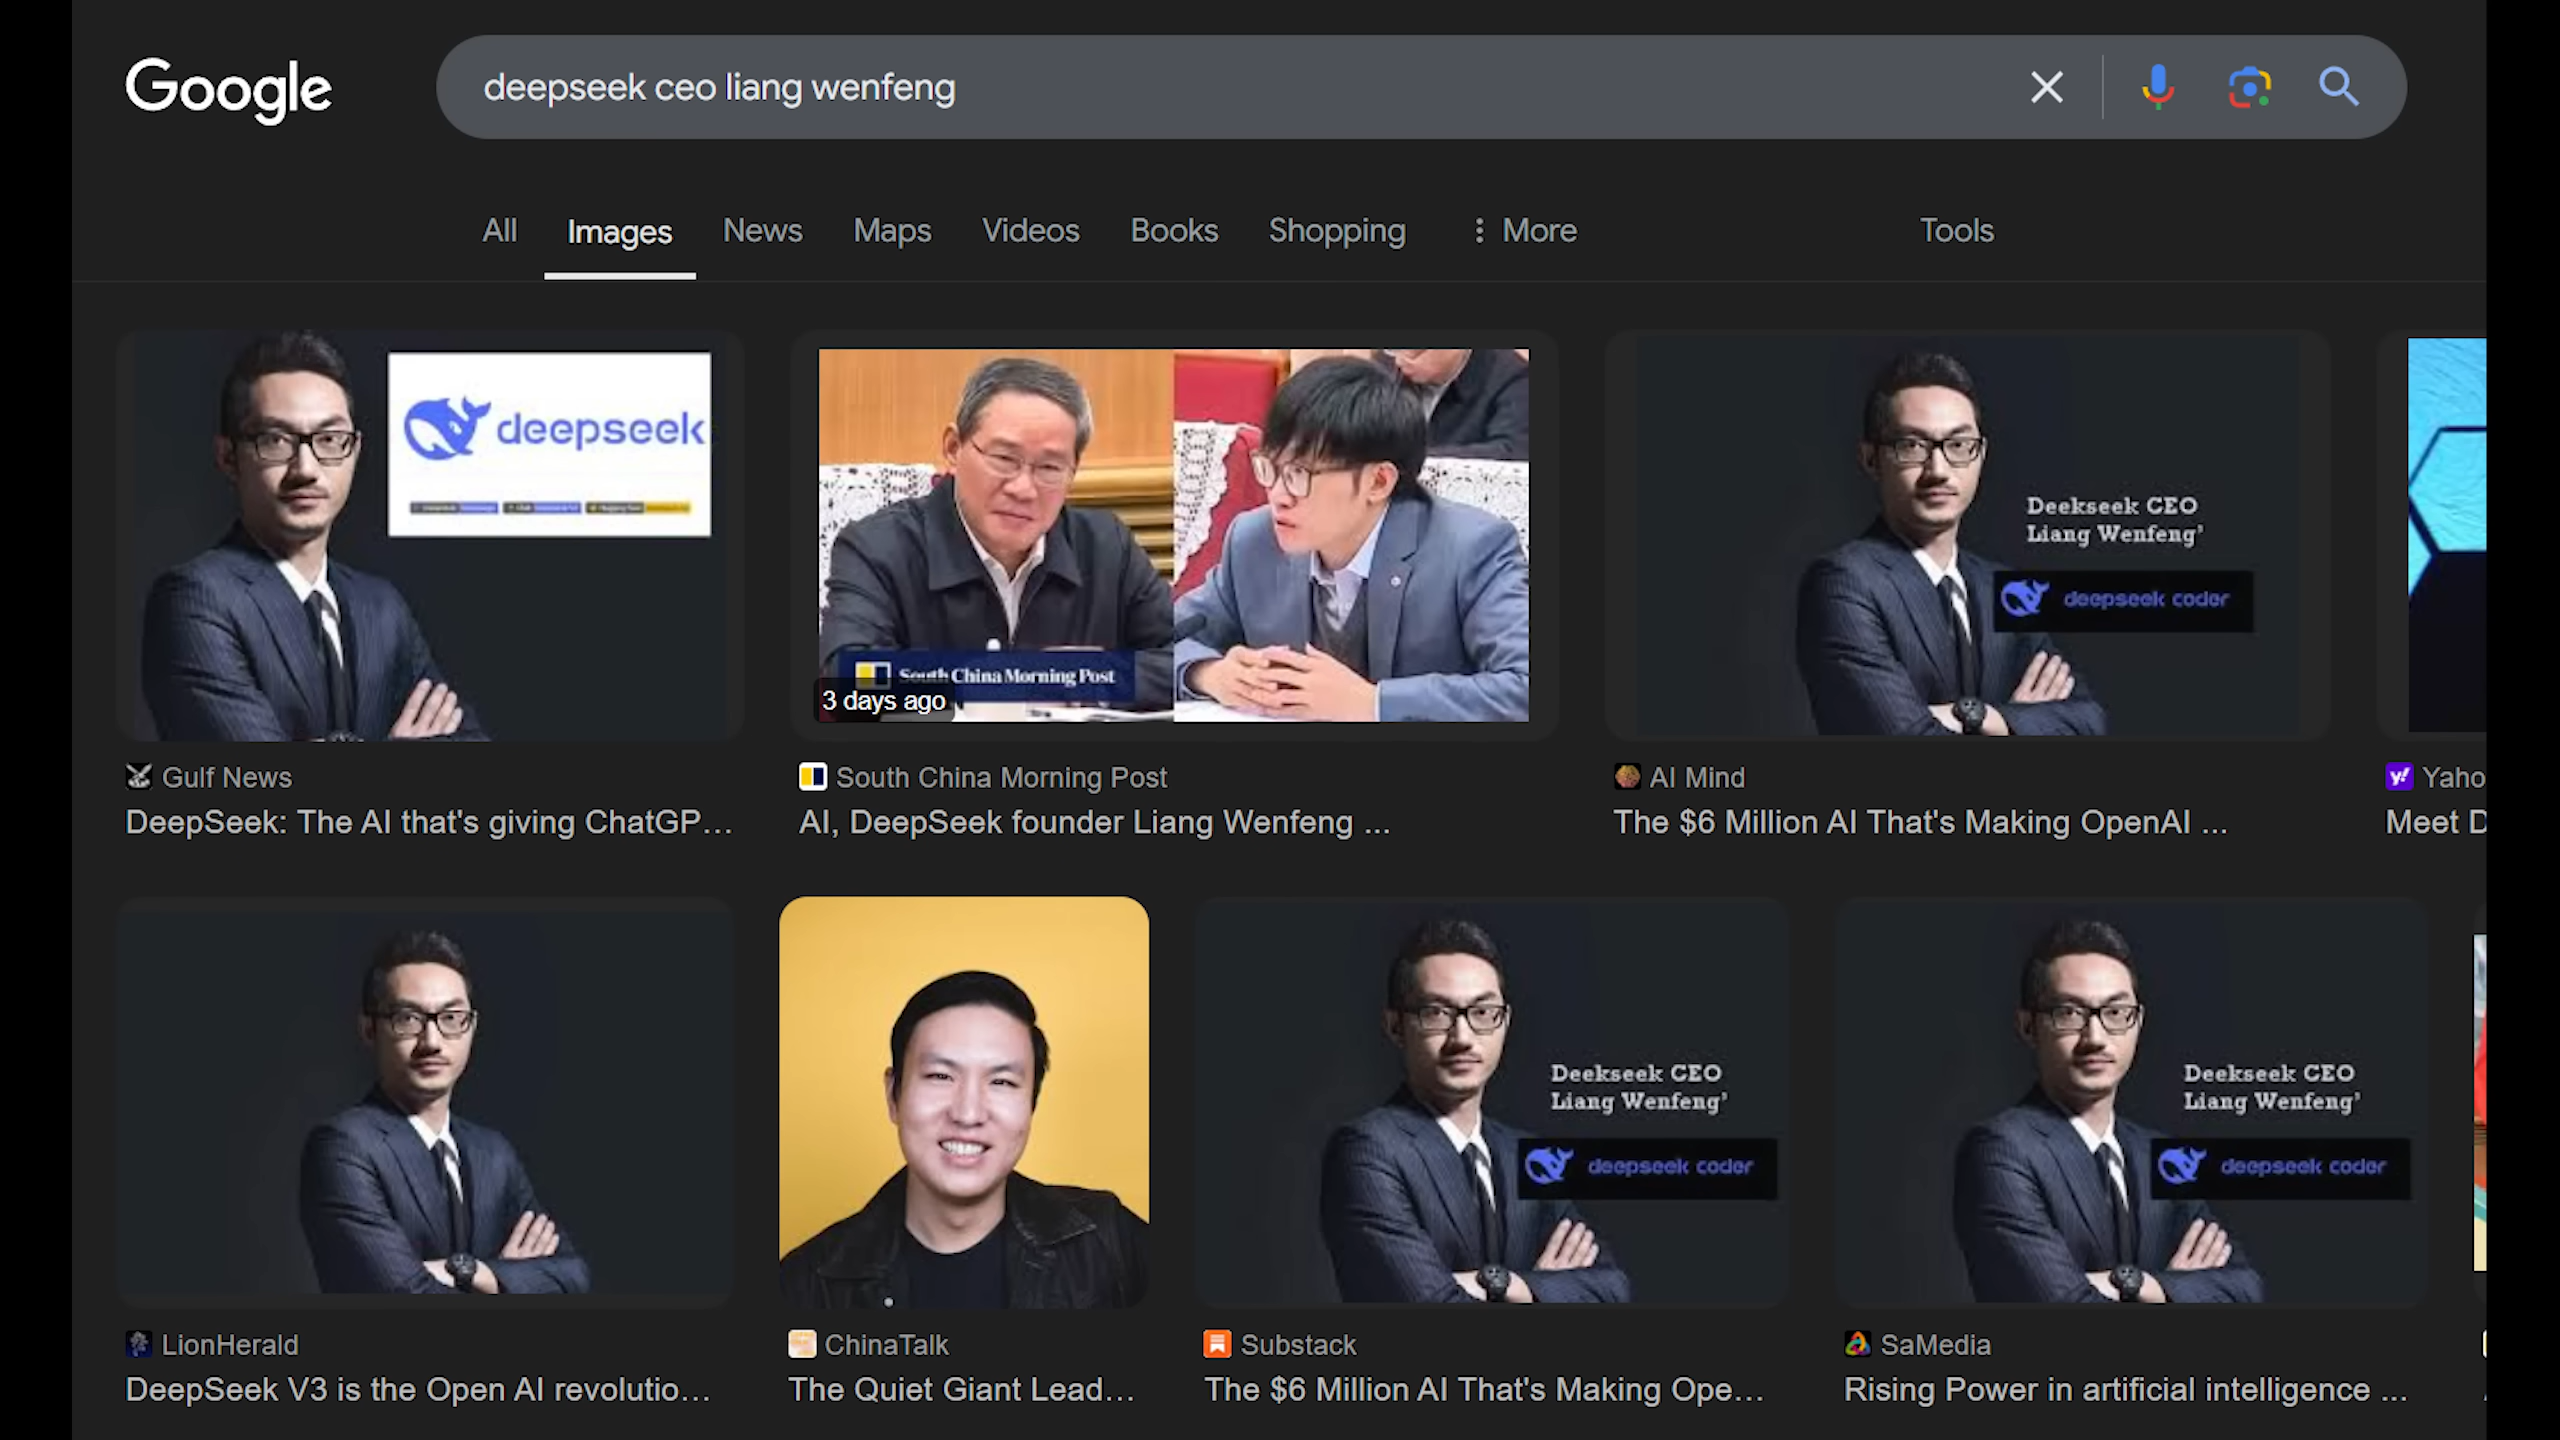 Google
deepseek ceo liang wenfeng
All Images News Maps Videos Books Shopping More Tools
deepseek
South China Morning Post
3 days ago
Deekseek CEO
Liang Wenfeng'
deepseek coder
Gulf News
DeepSeek: The AI that's giving ChatGP...
South China Morning Post
AI, DeepSeek founder Liang Wenfeng ...
AI Mind
The $6 Million AI That's Making OpenAI ...
y! Yaho
Meet D
Deekseek CEO
Liang Wenfeng'
deepseek coder
Deekseek CEO
Liang Wenfeng'
deepseek coder
LionHerald
DeepSeek V3 is the Open AI revolutio...
ChinaTalk
The Quiet Giant Lead...
Substack
The $6 Million AI That's Making Ope...
SaMedia
Rising Power in artificial intelligence ...